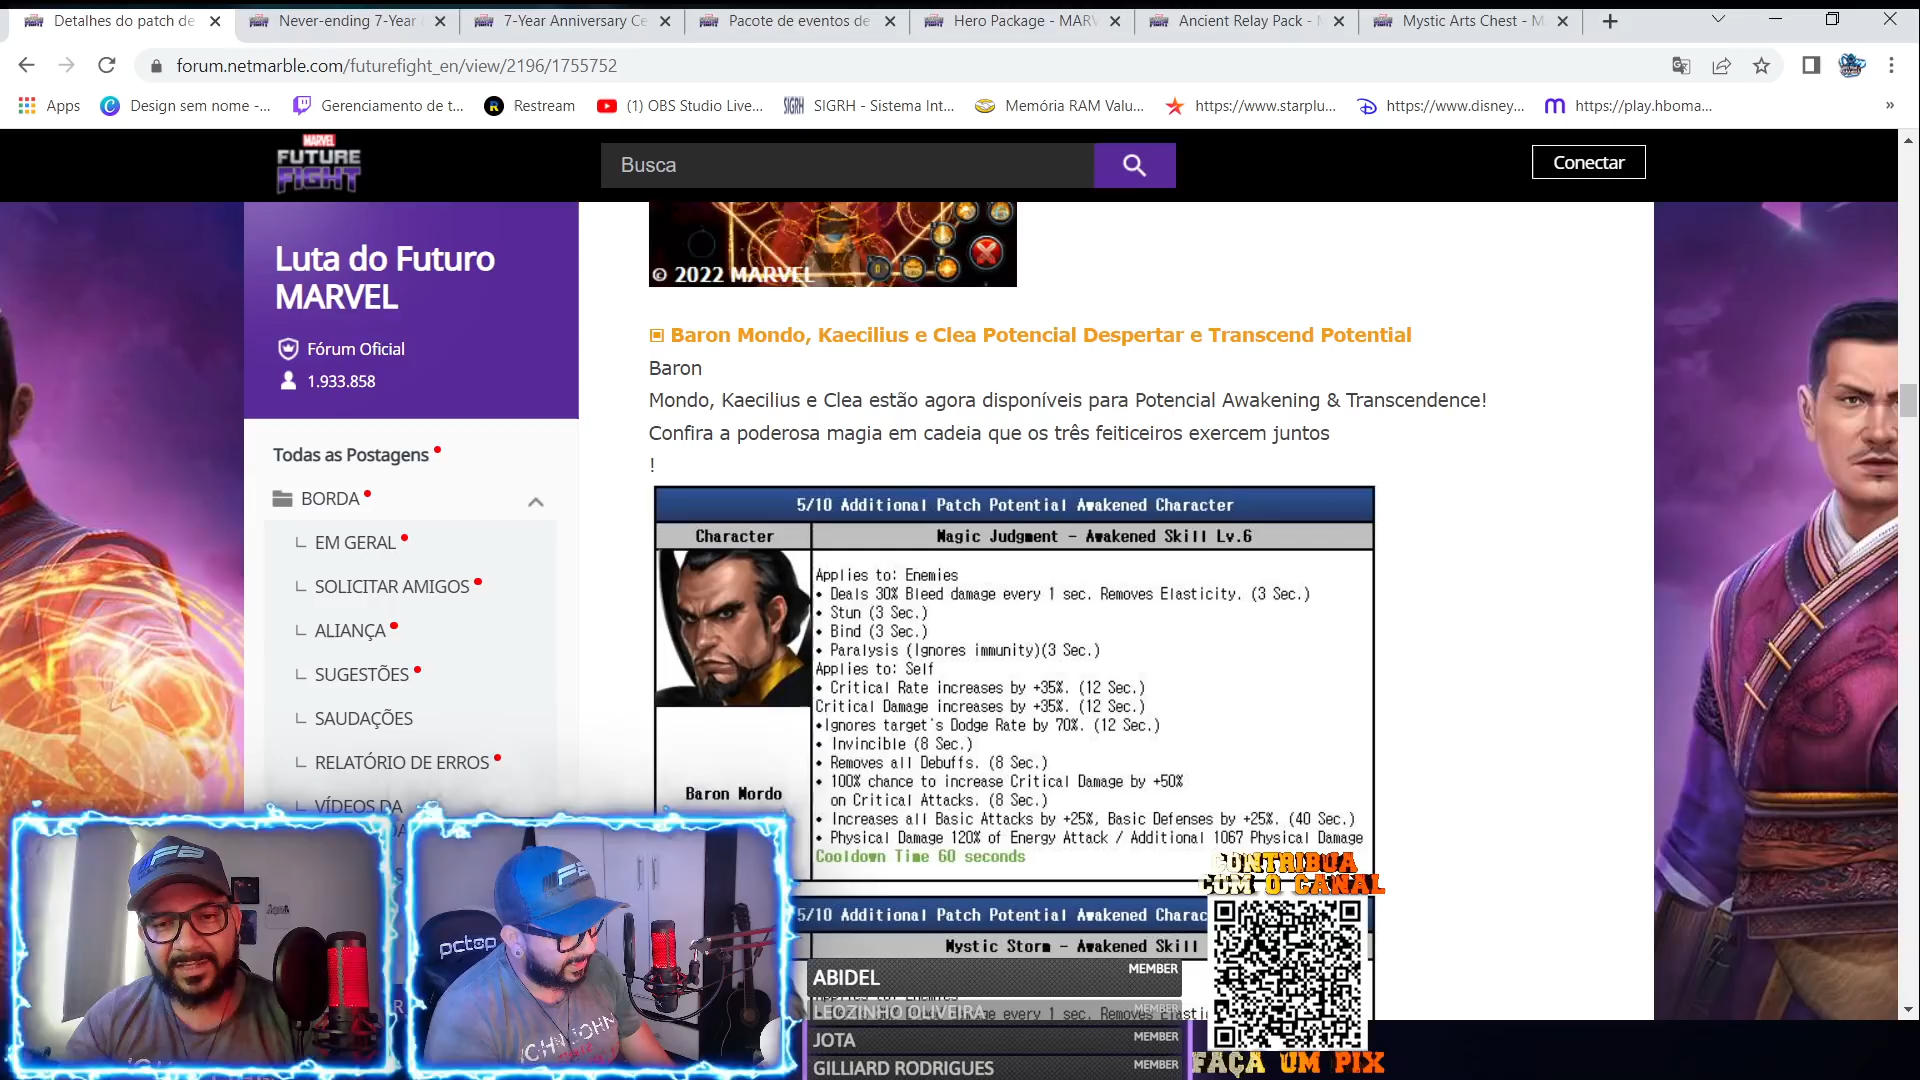 Detalhes do patch de
Never-ending 7-Year
7-Year Anniversary Ce
Pacote de eventos de
Hero Package - MARV
Ancient Relay Pack -
Mystic Arts Chest - M
forum.netmarble.com/futurefight_en/view/2196/1755752
Apps
Design sem nome -...
Gerenciamento de t...
Restream
(1) OBS Studio Live...
SIGRH - Sistema Int...
Memória RAM Valu...
https://www.starplu...
https://www.disney...
https://play.hboma...
»
MARVEL
FUTURE
FIGHT
Busca
Conectar
Luta do Futuro
MARVEL
Fórum Oficial
1.933.858
Todas as Postagens
BORDA
EM GERAL
SOLICITAR AMIGOS
ALIANÇA
SUGESTÕES
SAUDAÇÕES
RELATÓRIO DE ERROS
VÍDEOS DA
© 2022 MARVEL
▣ Baron Mondo, Kaecilius e Clea Potencial Despertar e Transcend Potential
Baron
Mondo, Kaecilius e Clea estão agora disponíveis para Potencial Awakening & Transcendence!
Confira a poderosa magia em cadeia que os três feiticeiros exercem juntos
!
5/10 Additional Patch Potential Awakened Character
Character
Magic Judgment - Awakened Skill Lv.6
Applies to: Enemies
• Deals 30% Bleed damage every 1 sec. Removes Elasticity. (3 Sec.)
• Stun (3 Sec.)
• Bind (3 Sec.)
• Paralysis (Ignores immunity)(3 Sec.)
Applies to: Self
• Critical Rate increases by +35%. (12 Sec.)
Critical Damage increases by +35%. (12 Sec.)
•Ignores target's Dodge Rate by 70%. (12 Sec.)
• Invincible (8 Sec.)
• Removes all Debuffs. (8 Sec.)
• 100% chance to increase Critical Damage by +50%
on Critical Attacks. (8 Sec.)
• Increases all Basic Attacks by +25%, Basic Defenses by +25%. (40 Sec.)
• Physical Damage 120% of Energy Attack / Additional 1067 Physical Damage
Cooldown Time 60 seconds
Baron Mordo
5/10 Additional Patch Potential Awakened Charac
Mystic Storm - Awakened Skill
every 1 sec. Removes Elastic
ABIDEL
MEMBER
LEOZINHO OLIVEIRA
MEMBER
JOTA
MEMBER
GILLIARD RODRIGUES
MEMBER
CONTRIBUA
COM O CANAL
FAÇA UM PIX
pctop
JOHN JOHN